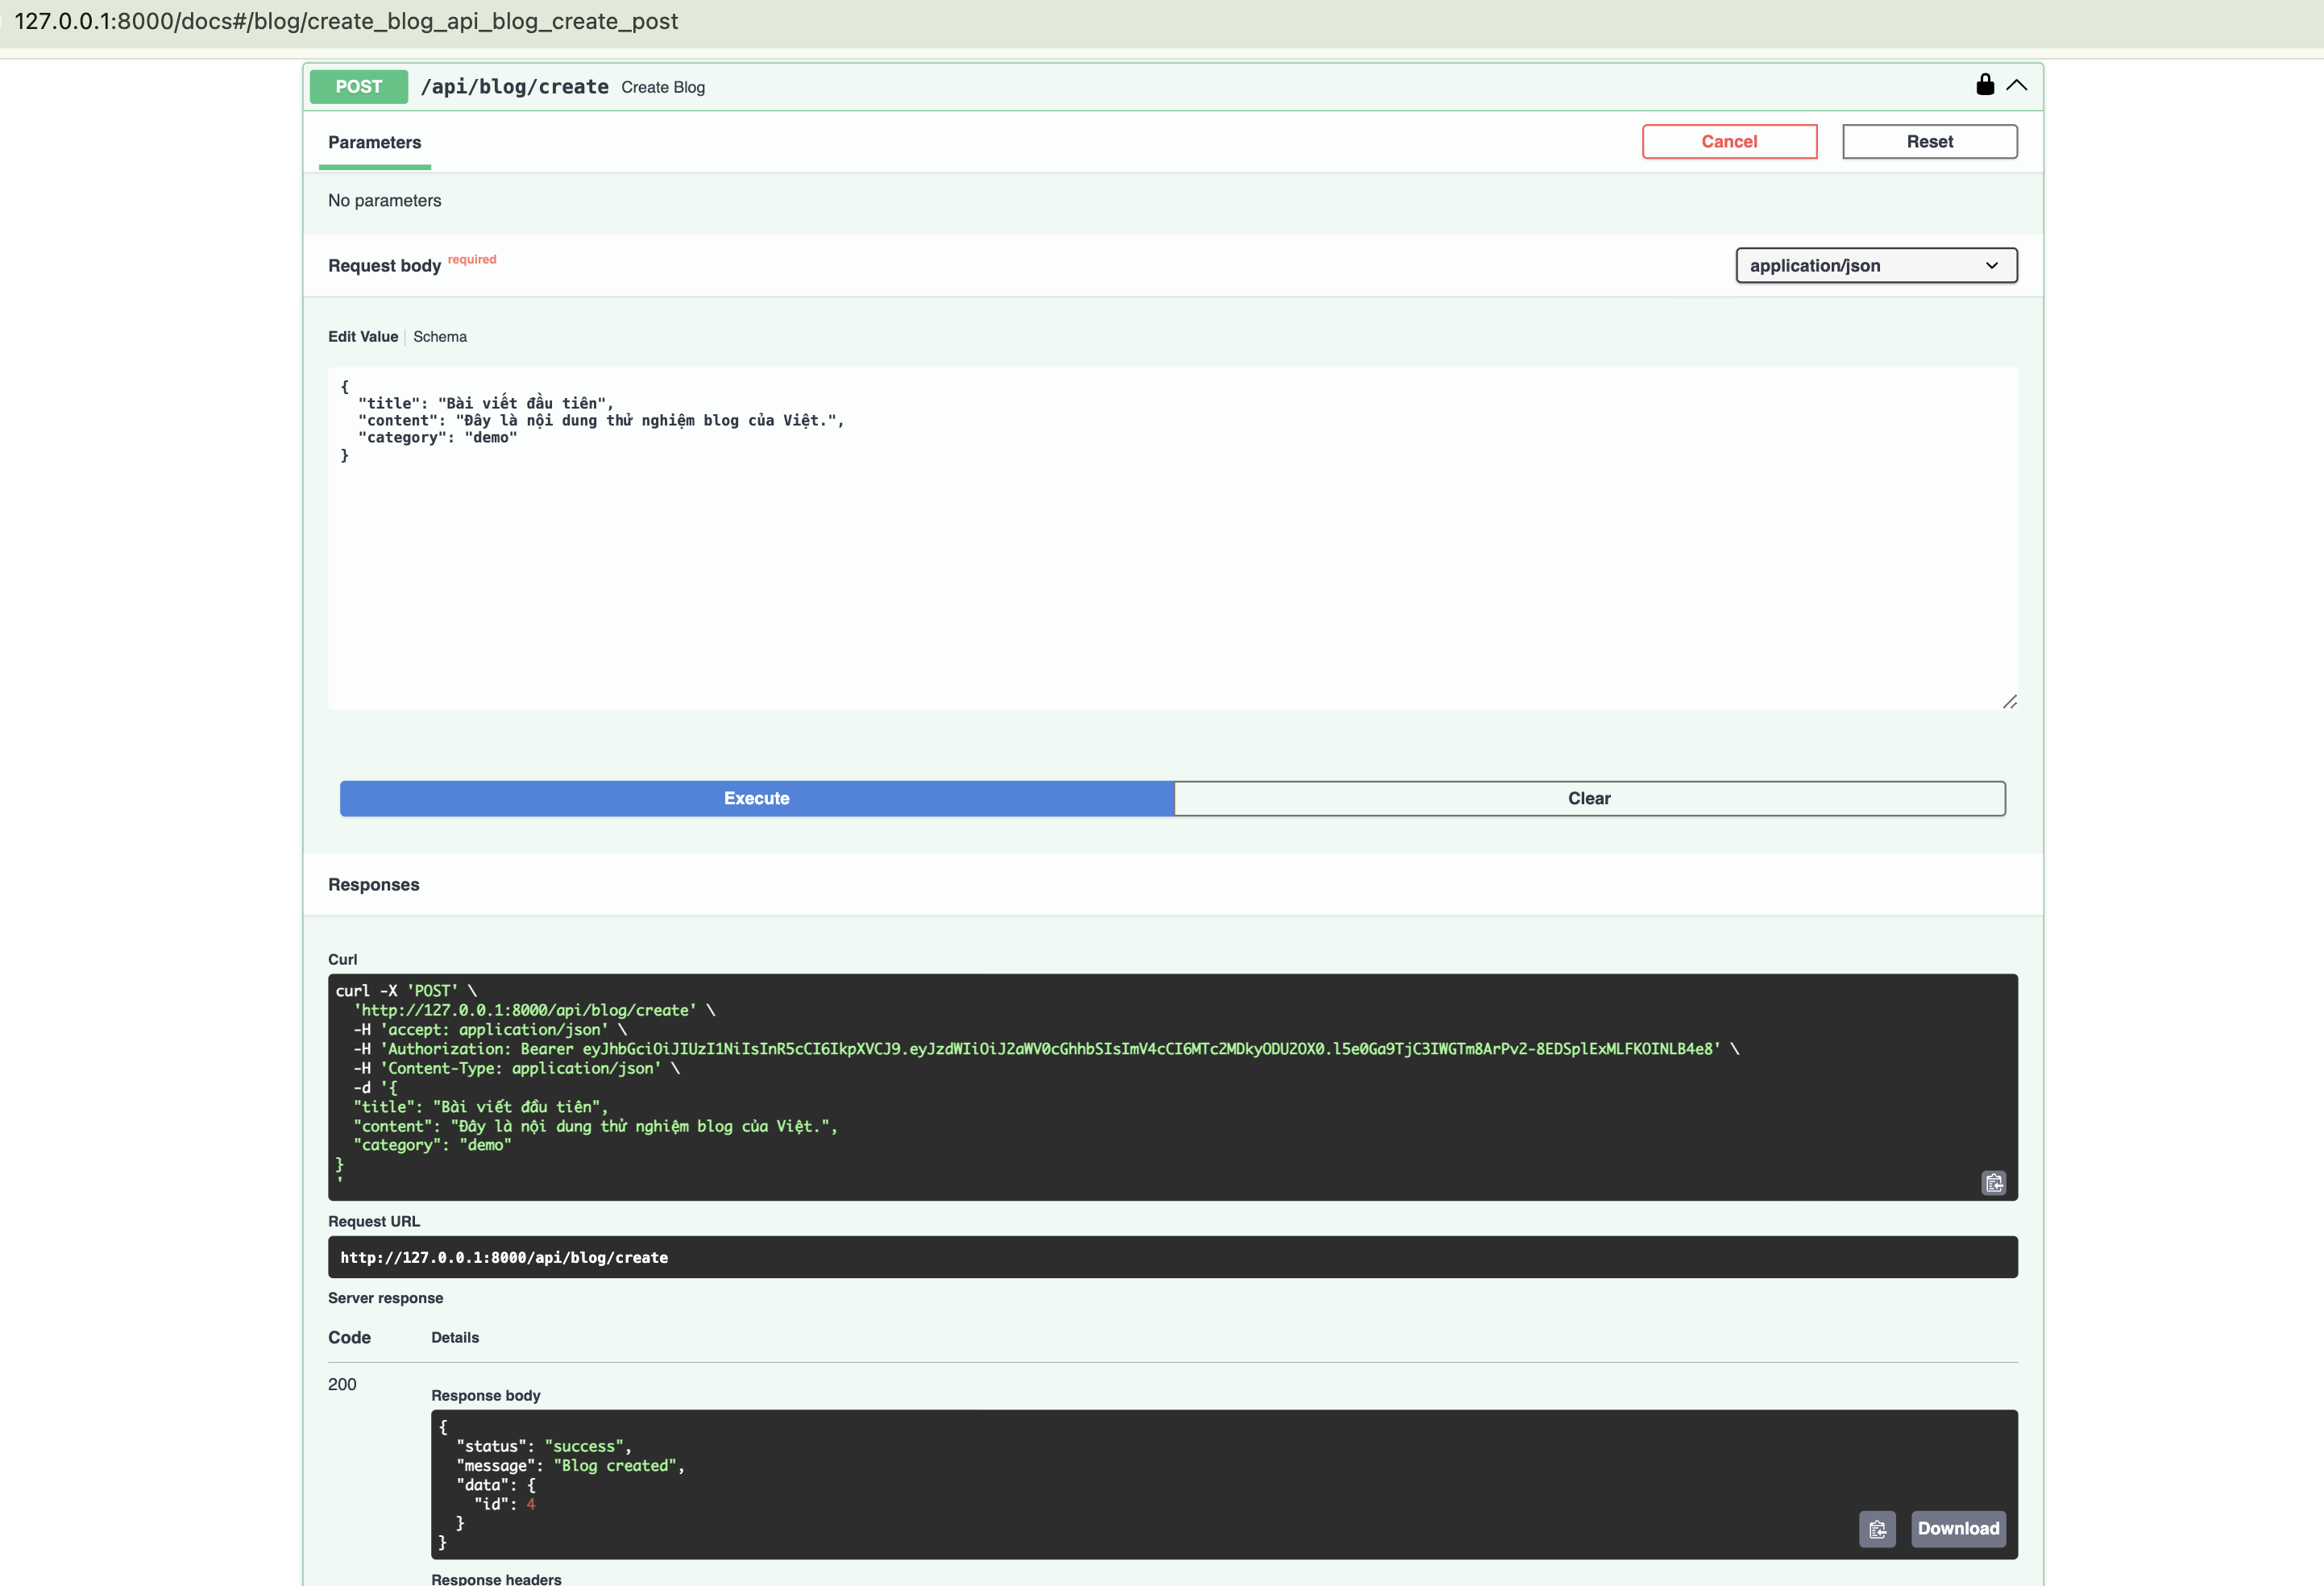 127.0.0.1:8000/docs#/blog/create_blog_api_blog_create_post
POST /api/blog/create Create Blog
Parameters
Cancel
Reset
No parameters
Request body required
application/json
Edit Value Schema
{
"title": "Bài viết đầu tiên",
"content": "Đây là nội dung thử nghiệm blog của Việt.",
"category": "demo"
}
Execute
Clear
Responses
Curl
curl -X 'POST' \
'http://127.0.0.1:8000/api/blog/create' \
-H 'accept: application/json' \
-H 'Authorization: Bearer eyJhbGciOiJIUzI1NiIsInR5cCI6IkpXVCJ9.eyJzdWIiOiJ2aWV0cGhhbSIsImV4cCI6MTc2MDkyODU2OX0.l5e0Ga9TjC3IWGTm8ArPv2-8EDSplExMLFKOINLB4e8' \
-H 'Content-Type: application/json' \
-d '{
"title": "Bài viết đầu tiên",
"content": "Đây là nội dung thử nghiệm blog của Việt.",
"category": "demo"
}
'
Request URL
http://127.0.0.1:8000/api/blog/create
Server response
Code Details
200
Response body
{
"status": "success",
"message": "Blog created",
"data": {
"id": 4
}
}
Download
Response headers